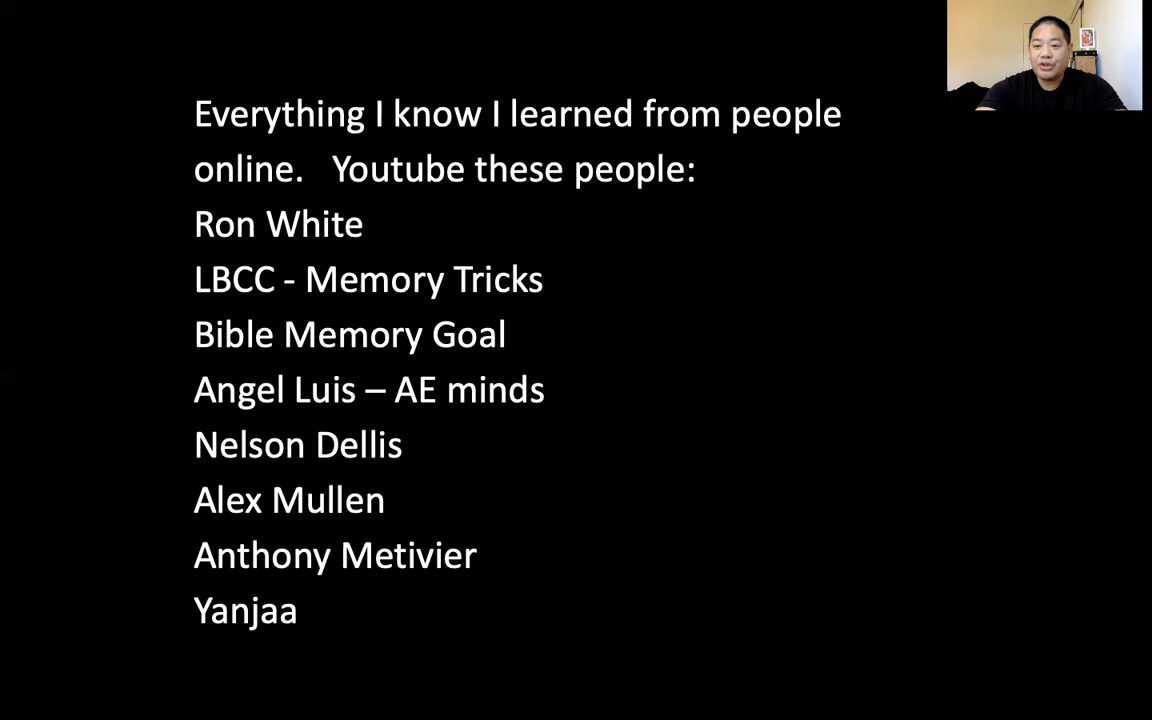 Everything I know I learned from people
online.   Youtube these people:
Ron White
LBCC - Memory Tricks
Bible Memory Goal
Angel Luis – AE minds
Nelson Dellis
Alex Mullen
Anthony Metivier
Yanjaa